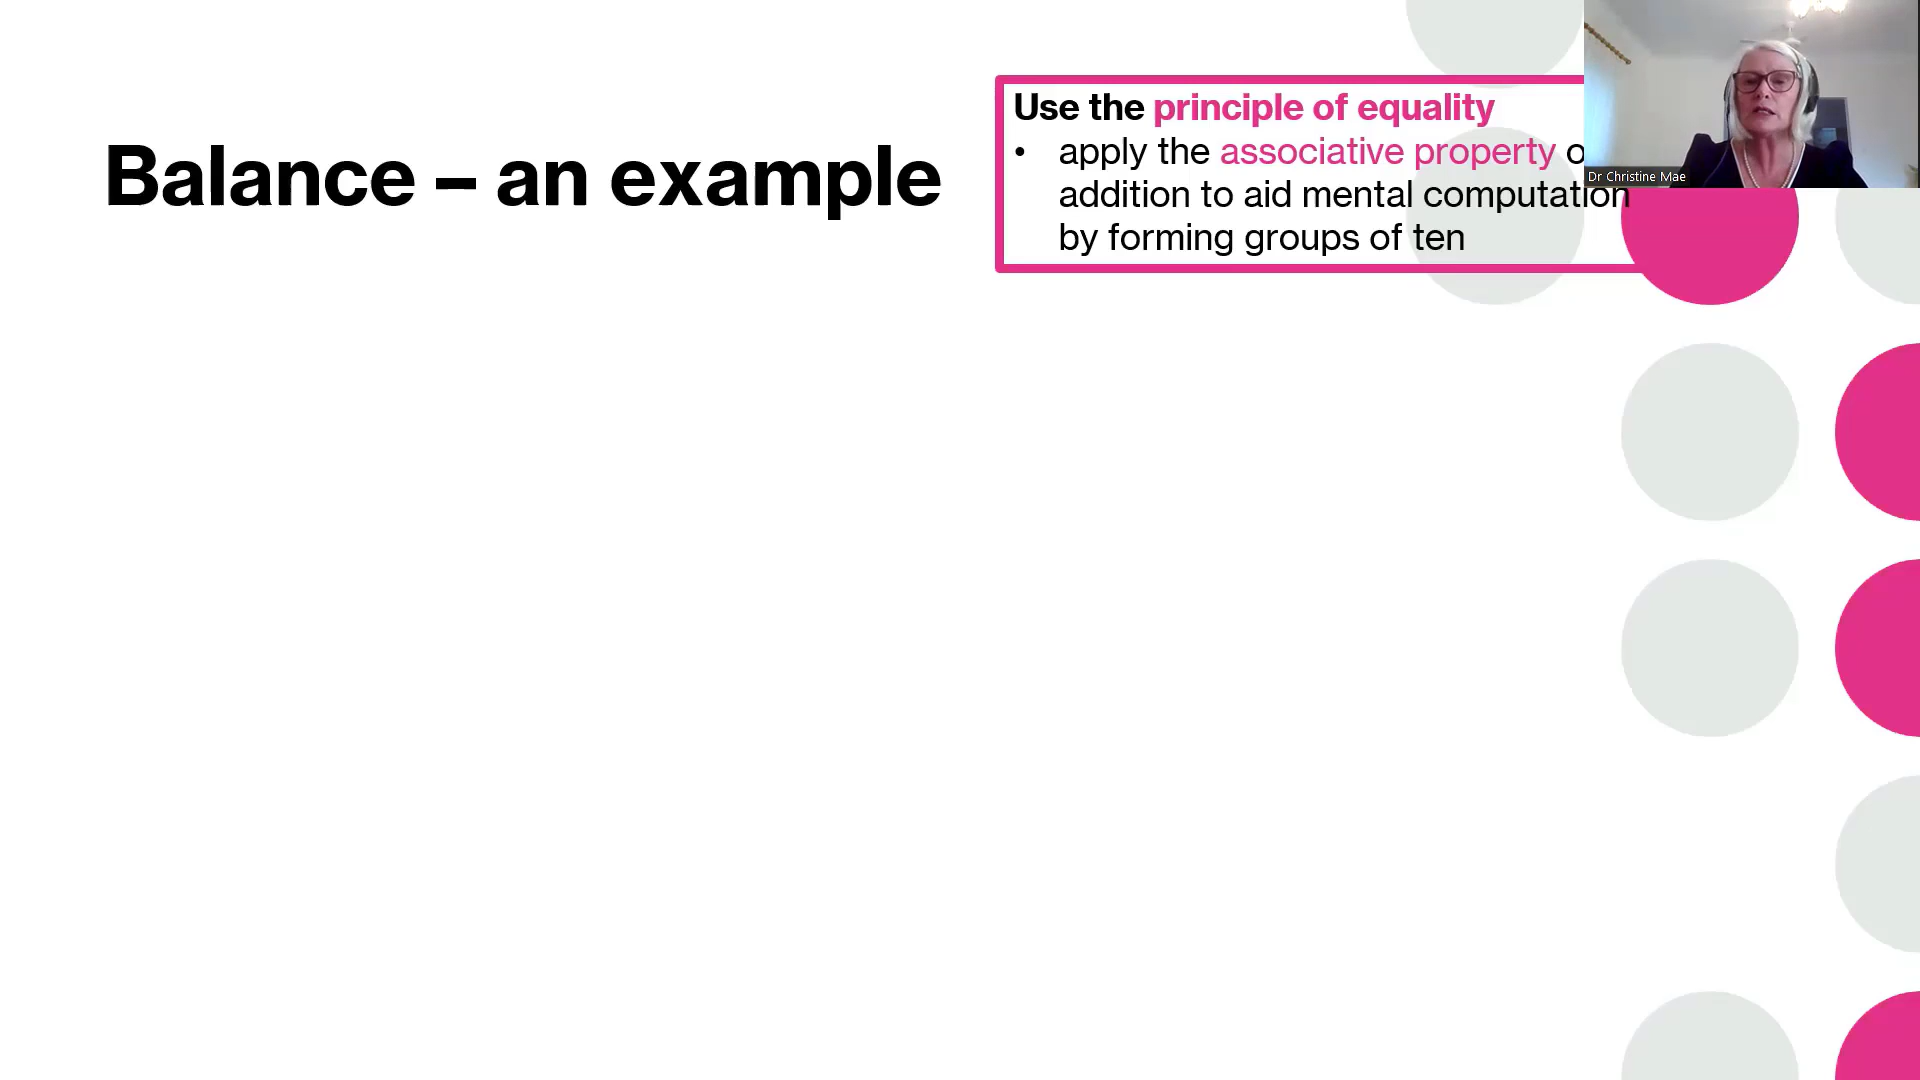 Balance – an example
Use the principle of equality
• apply the associative property
addition to aid mental computation
by forming groups of ten
Dr Christine Mae